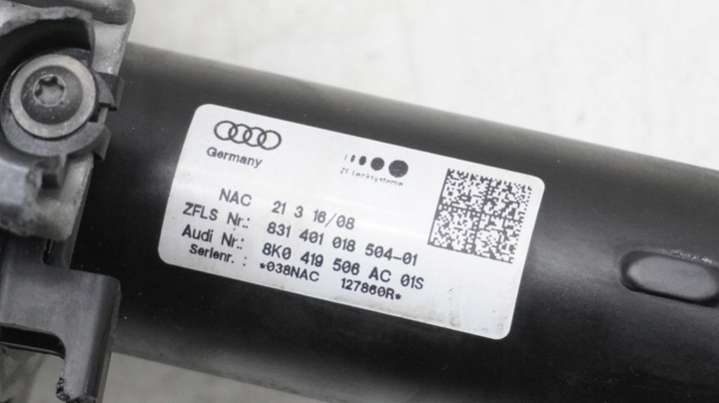 Germany
ZF Lenksysteme
NAC 21 3 16/08
ZFLS Nr.: 831 401 018 504-01
Audi Nr.: 8K0 419 506 AC 01S
Serienr.: *038NAC 127860R*